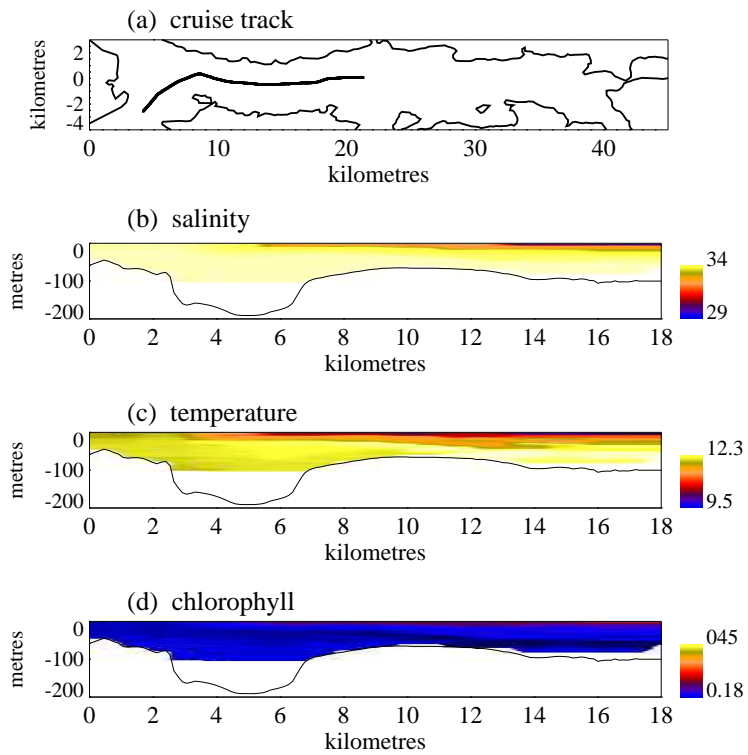 (a) cruise track
kilometres
2
0
-2
-4
0 10 20 30 40
kilometres
(b) salinity
metres
0
-100
-200
0 2 4 6 8 10 12 14 16 18
kilometres
34
29
(c) temperature
metres
0
-100
-200
0 2 4 6 8 10 12 14 16 18
kilometres
12.3
9.5
(d) chlorophyll
metres
0
-100
-200
0 2 4 6 8 10 12 14 16 18
kilometres
045
0.18